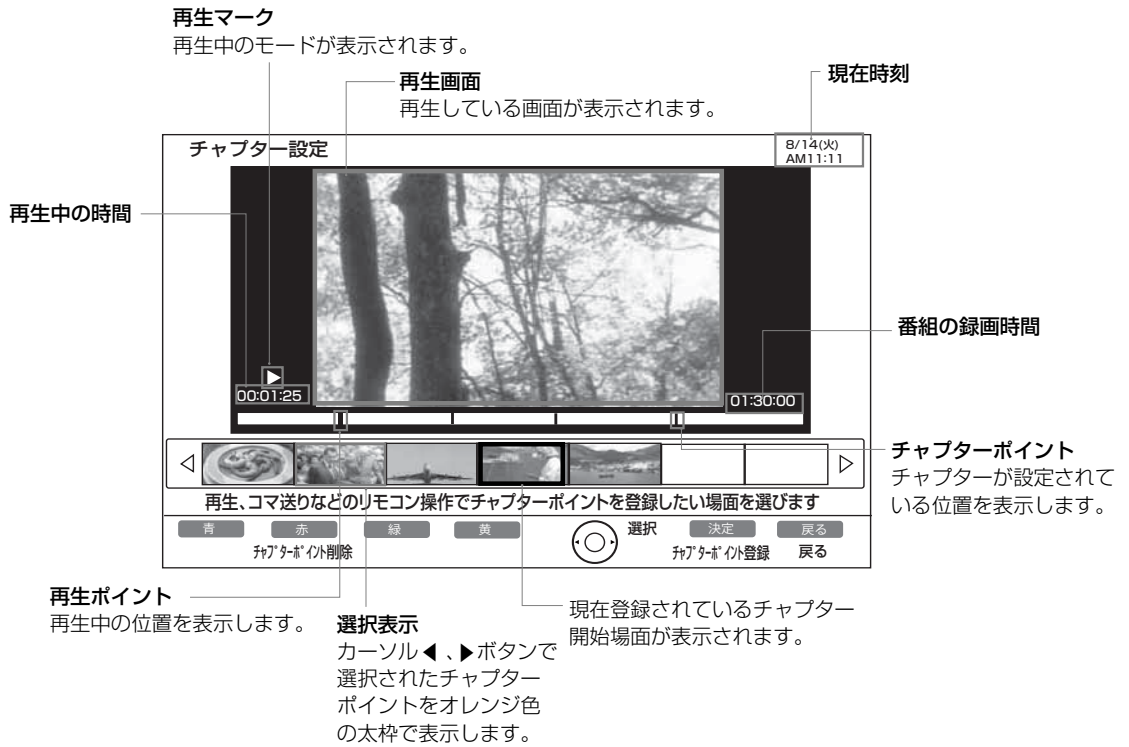 再生マーク
再生中のモードが表示されます。
再生画面
再生している画面が表示されます。
現在時刻
チャプター設定
8/14(火)
AM11:11
再生中の時間
番組の録画時間
00:01:25
01:30:00
チャプターポイント
チャプターが設定されて
いる位置を表示します。
再生、コマ送りなどのリモコン操作でチャプターポイントを登録したい場面を選びます
青
赤
緑
黄
選択
決定
戻る
ﾁｬﾌﾟﾀｰﾎﾟｲﾝﾄ削除
ﾁｬﾌﾟﾀｰﾎﾟｲﾝﾄ登録
戻る
再生ポイント
再生中の位置を表示します。
選択表示
カーソル◀、▶ボタンで
選択されたチャプター
ポイントをオレンジ色
の太枠で表示します。
現在登録されているチャプター
開始場面が表示されます。